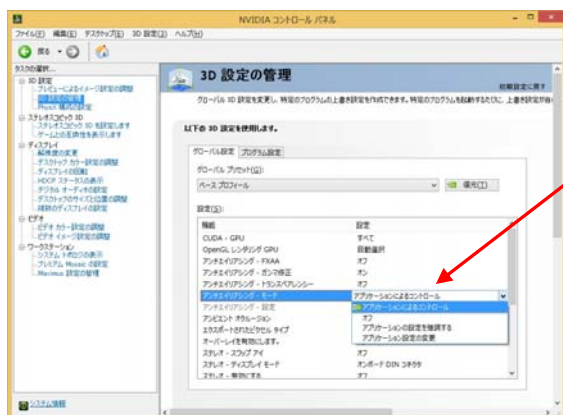 NVIDIA コントロール パネル
ファイル(F) 編集(E) デスクトップ(D) 3D 設定(3) ヘルプ(H)
戻る
タスクの選択...
3D 設定
プレビューによるイメージ設定の調整
3D 設定の管理
PhysX 構成の設定
ステレオスコピック 3D
ステレオスコピック 3D を設定します
ゲームとの互換性を表示します
ディスプレイ
解像度の変更
デスクトップ カラー設定の調整
ディスプレイの回転
HDCP ステータスの表示
デジタル オーディオの設定
デスクトップのサイズと位置の調整
複数のディスプレイの設定
ビデオ
ビデオ カラー設定の調整
ビデオ イメージ設定の調整
ワークステーション
システム トポロジの表示
プレミアム Mosaic の設定
Maximus 設定の管理
システム情報
3D 設定の管理
初期設定に戻す
グローバル 3D 設定を変更し、特定のプログラムの上書き設定を作成できます。特定のプログラムを起動するたびに、上書き設定が自
以下の 3D 設定を使用します。
グローバル設定 プログラム設定
グローバル プリセット(G):
ベース プロフィール 復元(T)
設定(S):
機能 設定
CUDA - GPU すべて
OpenGL レンダリング GPU 自動選択
アンチエイリアシング - FXAA オフ
アンチエイリアシング - ガンマ修正 オン
アンチエイリアシング - トランスペアレンシー オフ
アンチエイリアシング - モード アプリケーションによるコントロール
アンチエイリアシング - 設定 アプリケーションによるコントロール
アンビエント オクルージョン オフ
エクスポートされたピクセル タイプ アプリケーションの設定を強調する
オーバーレイを有効にします。 アプリケーション設定の変更
ステレオ - スワップ アイ オフ
ステレオ - ディスプレイ モード オンボード DIN コネクタ
ステレオ - 有効にする オフ